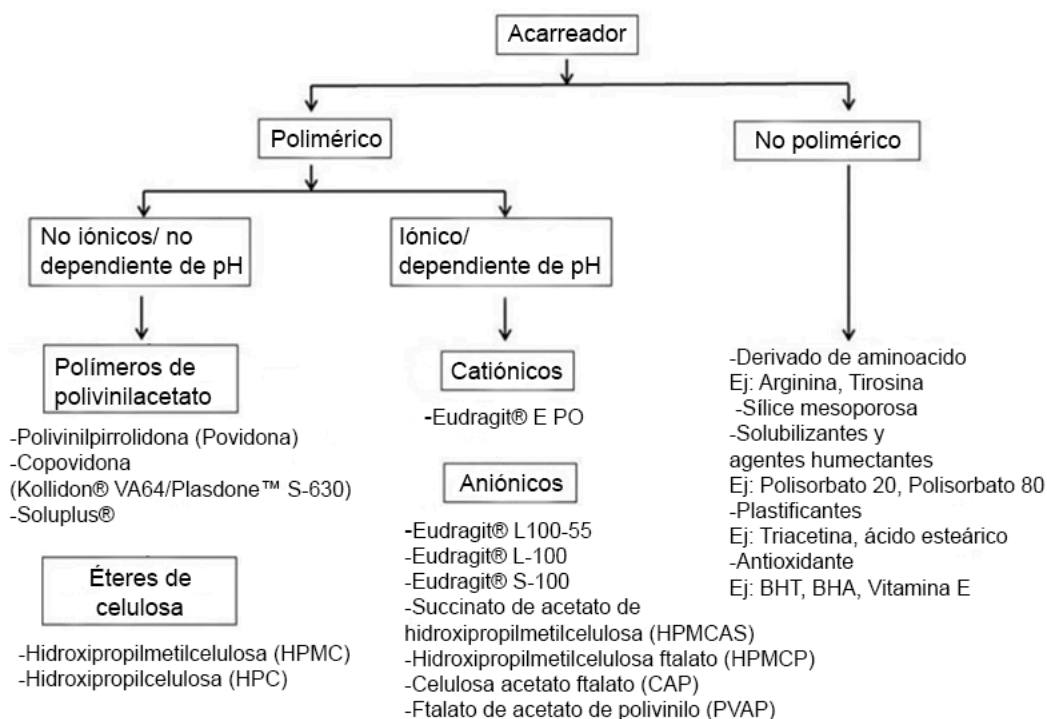 Acarreador
Polimérico
No polimérico
No iónicos/ no
dependiente de pH
Iónico/
dependiente de pH
Polímeros de
polivinilacetato
-Polivinilpirrolidona (Povidona)
-Copovidona
(Kollidon® VA64/Plasdone™ S-630)
-Soluplus®
Éteres de
celulosa
-Hidroxipropilmetilcelulosa (HPMC)
-Hidroxipropilcelulosa (HPC)
Catiónicos
-Eudragit® E PO
Aniónicos
-Eudragit® L100-55
-Eudragit® L-100
-Eudragit® S-100
-Succinato de acetato de
hidroxipropilmetilcelulosa (HPMCAS)
-Hidroxipropilmetilcelulosa ftalato (HPMCP)
-Celulosa acetato ftalato (CAP)
-Ftalato de acetato de polivinilo (PVAP)
-Derivado de aminoacido
Ej: Arginina, Tirosina
-Sílice mesoporosa
-Solubilizantes y
agentes humectantes
Ej: Polisorbato 20, Polisorbato 80
-Plastificantes
Ej: Triacetina, ácido esteárico
-Antioxidante
Ej: BHT, BHA, Vitamina E